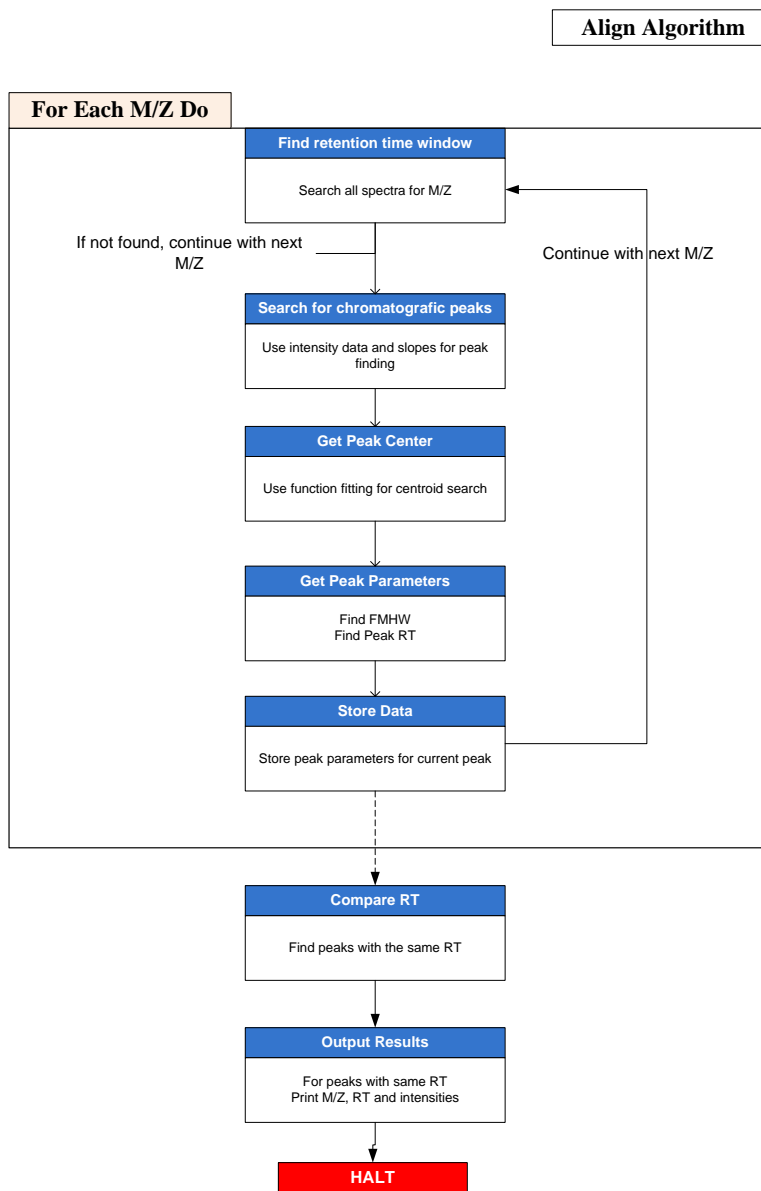 Align Algorithm
For Each M/Z Do
Find retention time window
Search all spectra for M/Z
If not found, continue with next
M/Z
Continue with next M/Z
Search for chromatografic peaks
Use intensity data and slopes for peak
finding
Get Peak Center
Use function fitting for centroid search
Get Peak Parameters
Find FMHW
Find Peak RT
Store Data
Store peak parameters for current peak
Compare RT
Find peaks with the same RT
Output Results
For peaks with same RT
Print M/Z, RT and intensities
HALT